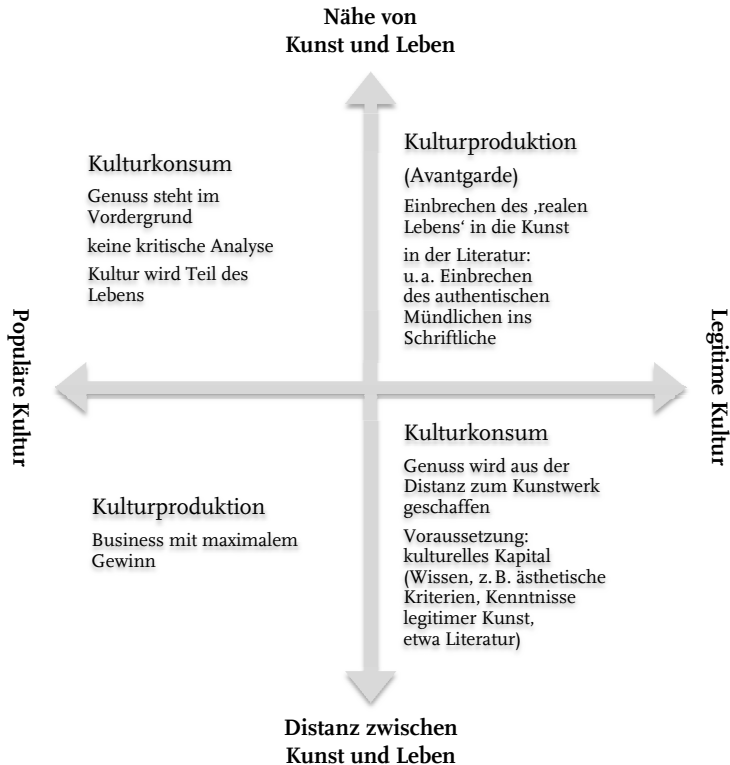 Nähe von
Kunst und Leben
Kulturkonsum
Genuss steht im
Vordergrund
keine kritische Analyse
Kultur wird Teil des
Lebens
Kulturproduktion
(Avantgarde)
Einbrechen des ‚realen
Lebens‘ in die Kunst
in der Literatur:
u. a. Einbrechen
des authentischen
Mündlichen ins
Schriftliche
Populäre Kultur
Legitime Kultur
Kulturproduktion
Business mit maximalem
Gewinn
Kulturkonsum
Genuss wird aus der
Distanz zum Kunstwerk
geschaffen
Voraussetzung:
kulturelles Kapital
(Wissen, z. B. ästhetische
Kriterien, Kenntnisse
legitimer Kunst,
etwa Literatur)
Distanz zwischen
Kunst und Leben